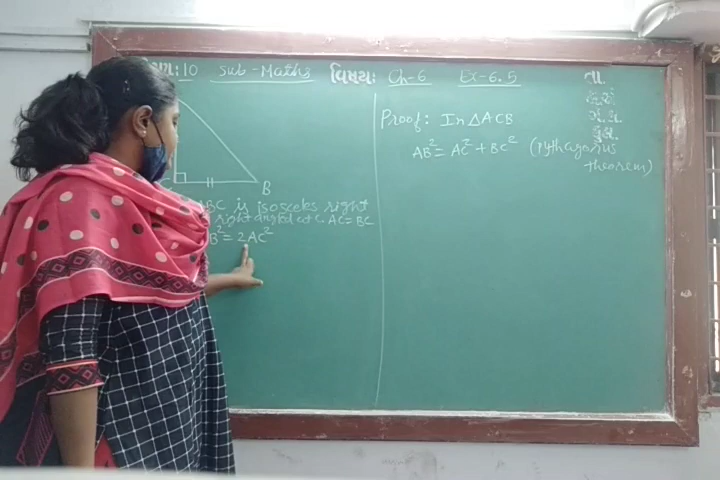 ણ: 10 Sub-Maths વિષય: Ch-6 Ex-6.5 તા.
C B
ABC is isosceles right
right angled at C AC=BC
B² = 2AC²
Proof: In △ACB
AB² = AC² + BC² (Pythagorus
theorem)